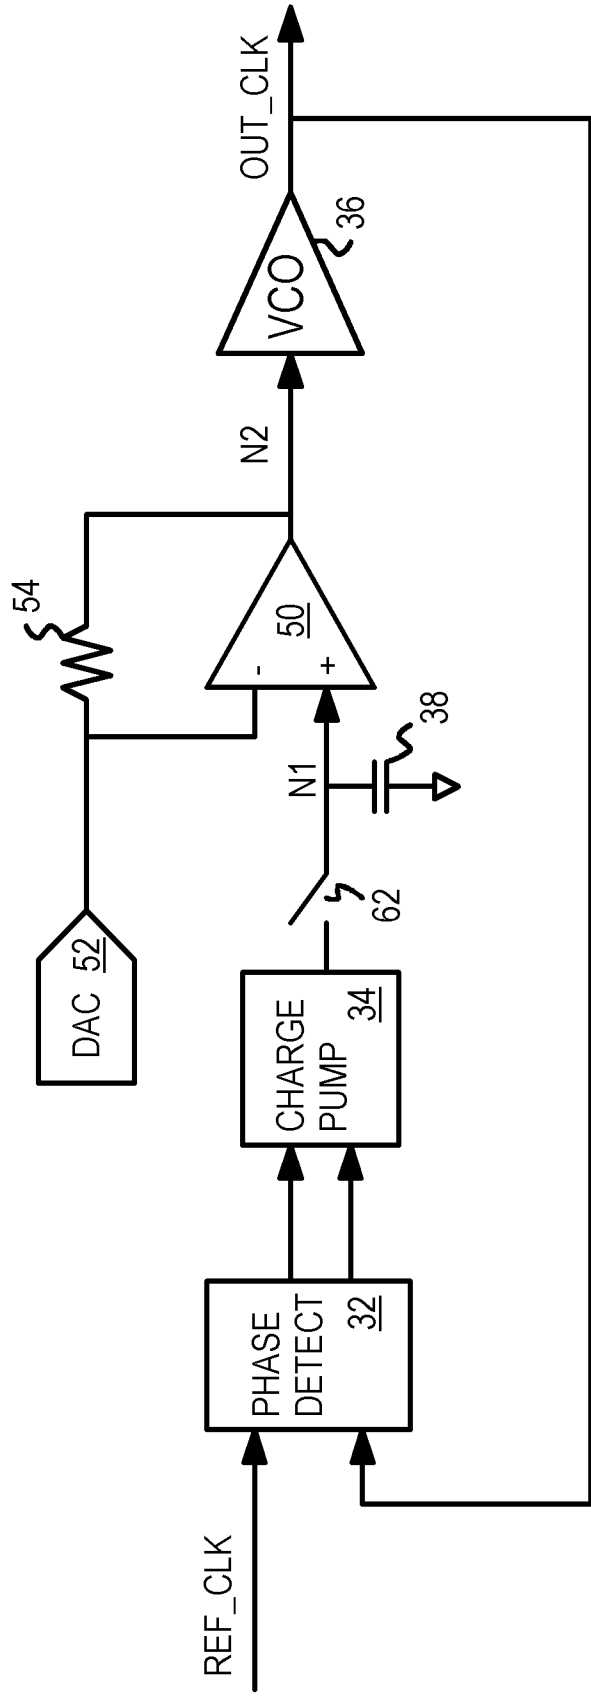 REF_CLK
PHASE
DETECT
32
CHARGE
PUMP
34
DAC 52
62
N1
38
54
-
+
50
N2
VCO
36
OUT_CLK